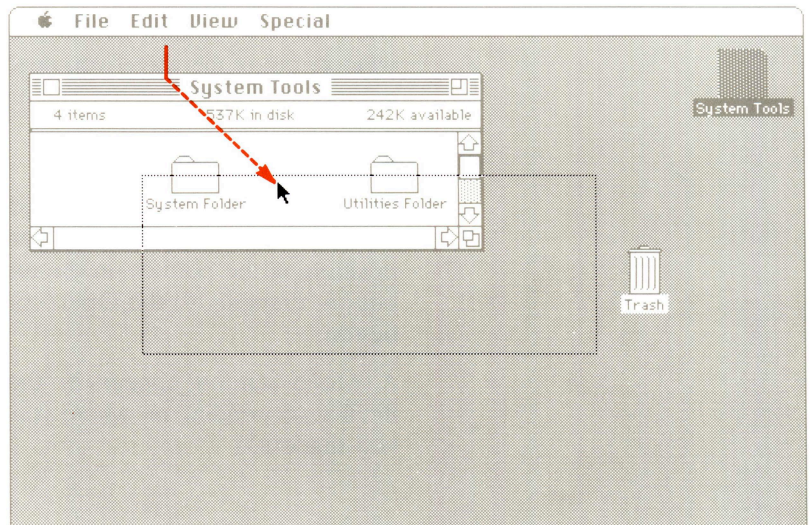 File Edit View Special
System Tools
4 items 537K in disk 242K available
System Folder Utilities Folder
System Tools
Trash